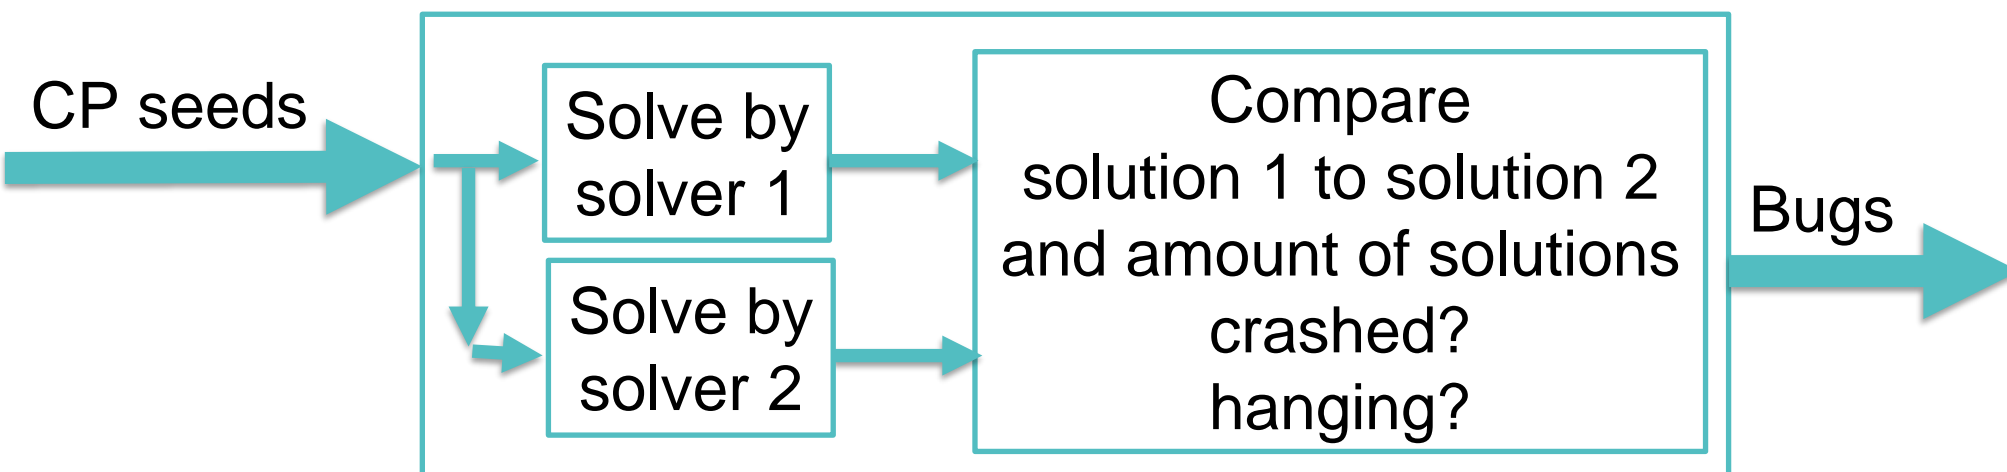 CP seeds
Solve by
solver 1
Solve by
solver 2
Compare
solution 1 to solution 2
and amount of solutions
crashed?
hanging?
Bugs